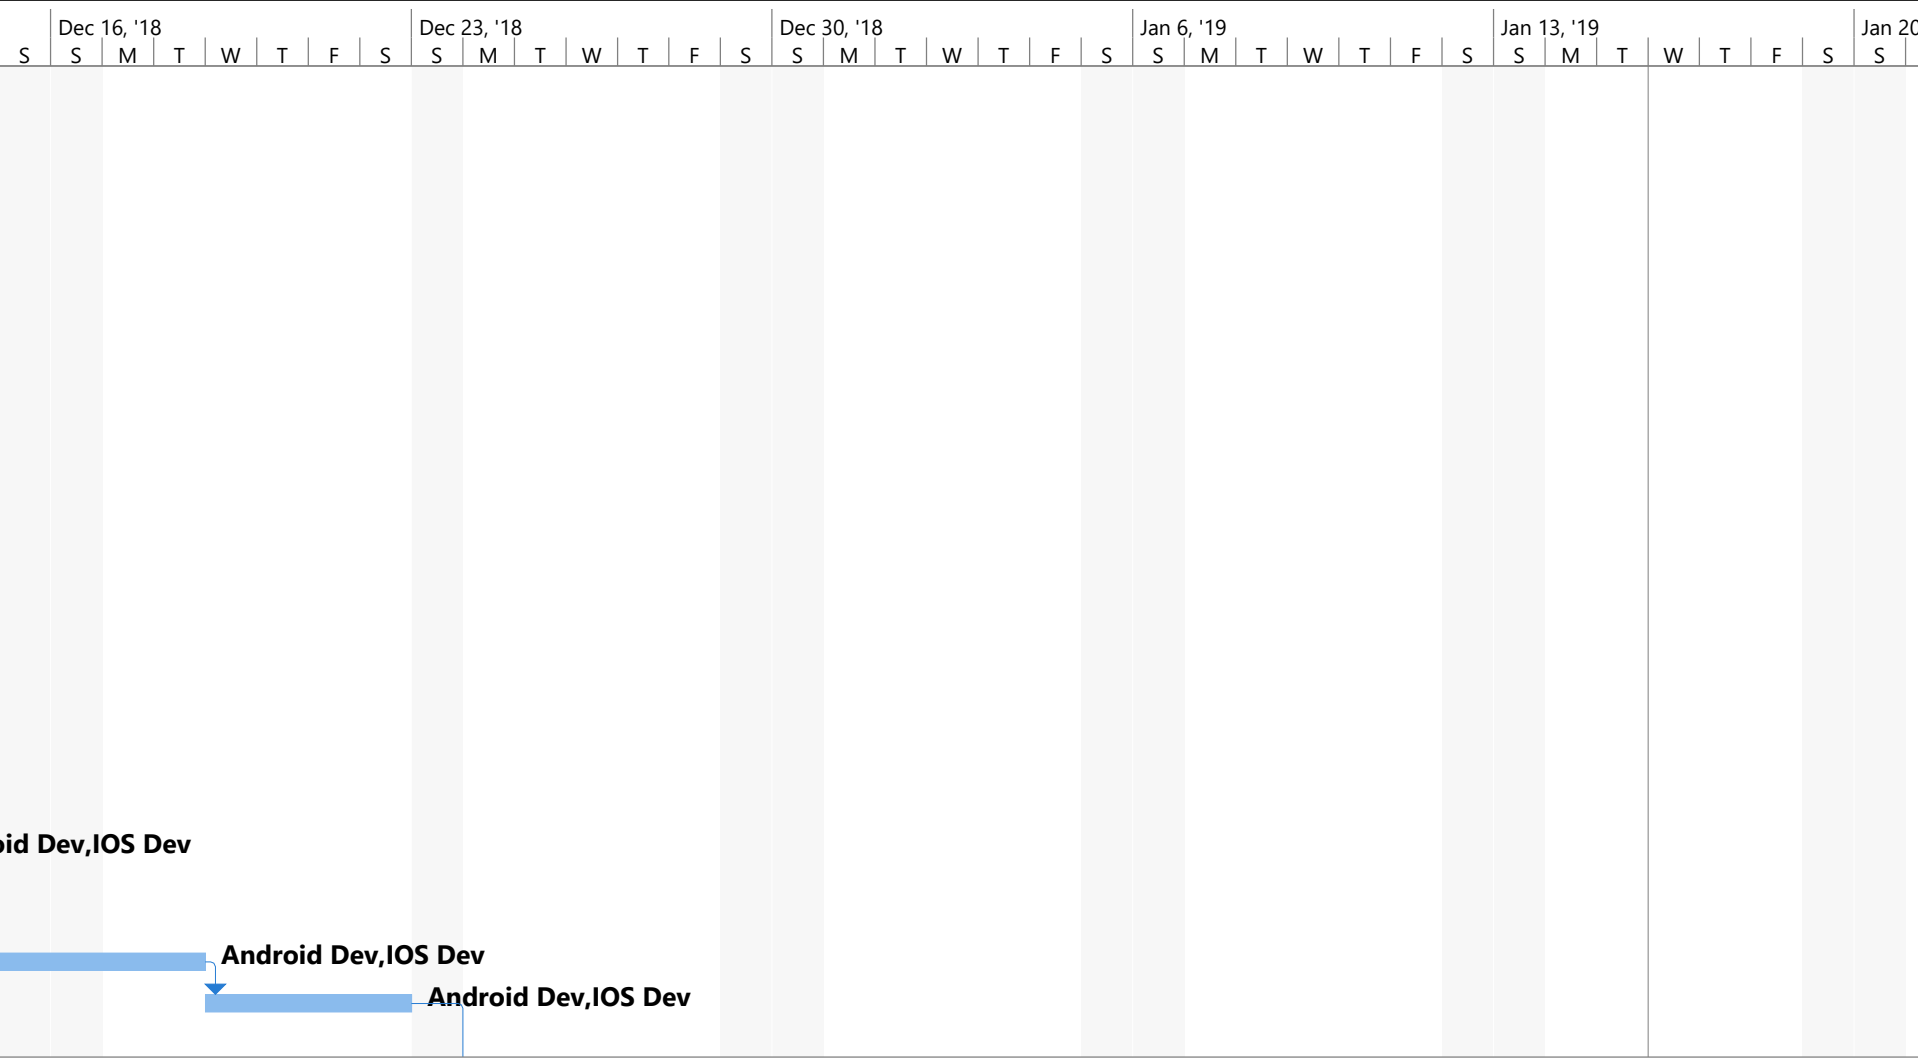 Dec 16, '18 Dec 23, '18 Dec 30, '18 Jan 6, '19 Jan 13, '19 Jan 20
S S M T W T F S S M T W T F S S M T W T F S S M T W T F S S M T W T F S S
oid Dev,IOS Dev
Android Dev,IOS Dev
Android Dev,IOS Dev